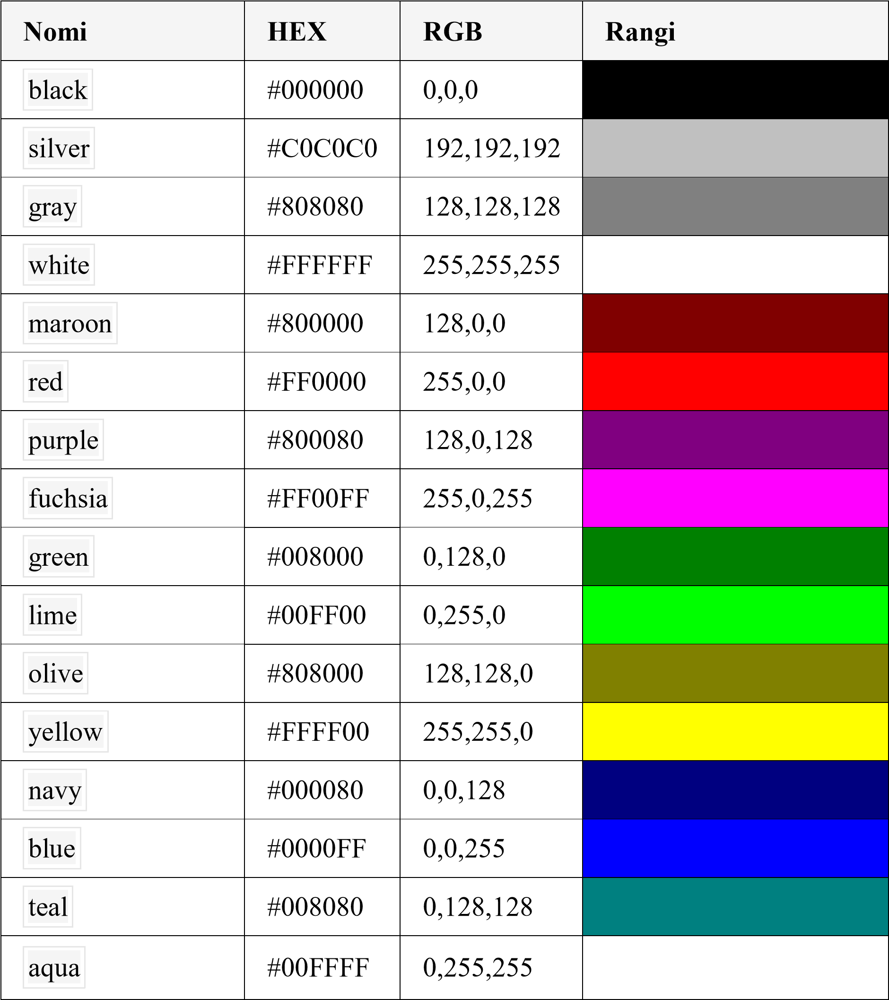 Nomi HEX RGB Rangi
black #000000 0,0,0
silver #C0C0C0 192,192,192
gray #808080 128,128,128
white #FFFFFF 255,255,255
maroon #800000 128,0,0
red #FF0000 255,0,0
purple #800080 128,0,128
fuchsia #FF00FF 255,0,255
green #008000 0,128,0
lime #00FF00 0,255,0
olive #808000 128,128,0
yellow #FFFF00 255,255,0
navy #000080 0,0,128
blue #0000FF 0,0,255
teal #008080 0,128,128
aqua #00FFFF 0,255,255